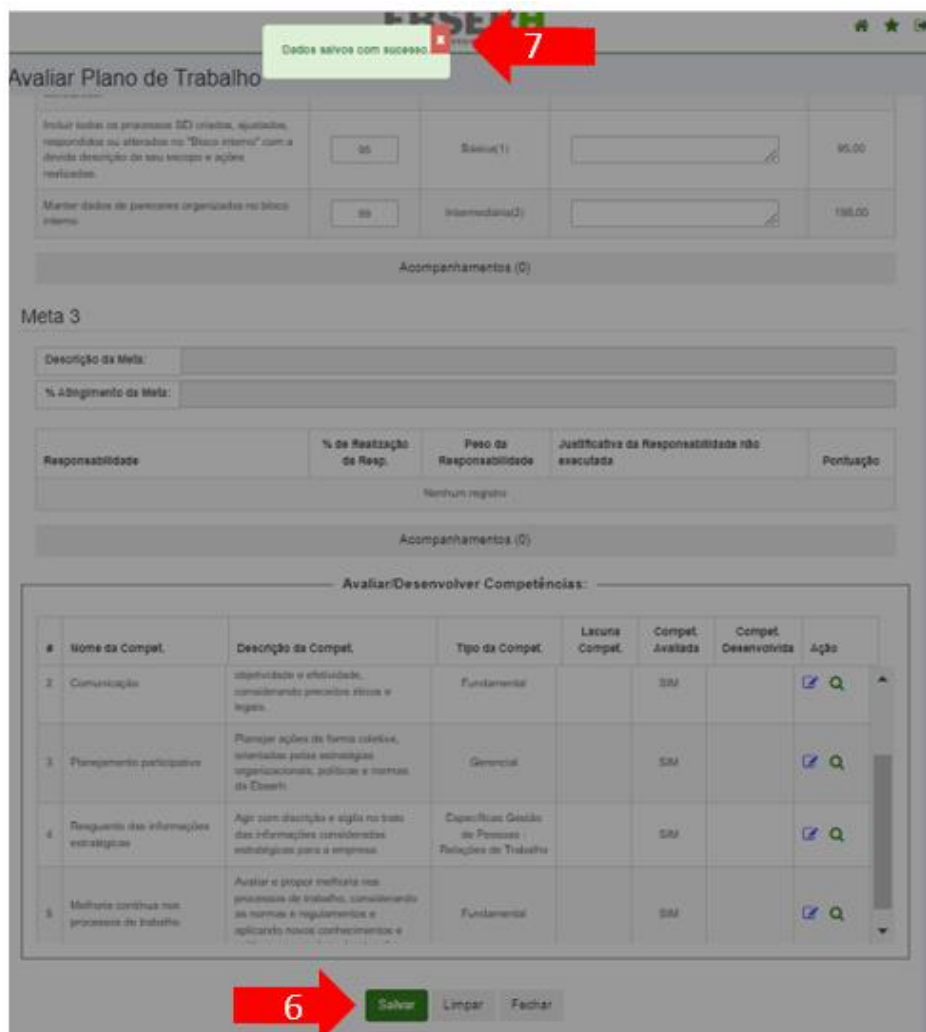 EBSERH
Dados salvos com sucesso.
x
7
Avaliar Plano de Trabalho
Incluir todos os processos SEI criados, ajustados,
respondidos ou alterados no "Bloco interno" com a
devida descrição de seu escopo e ações
realizadas.
95
Básica(1)
95,00
Manter dados de pareceres organizados no bloco
interno
99
Intermediária(2)
198,00
Acompanhamentos (0)
Meta 3
Descrição da Meta:
% Atingimento da Meta:
Responsabilidade
% de Realização
da Resp.
Peso da
Responsabilidade
Justificativa da Responsabilidade não
executada
Pontuação
Nenhum registro
Acompanhamentos (0)
Avaliar/Desenvolver Competências:
#
Nome da Compet.
Descrição da Compet.
Tipo da Compet.
Lacuna
Compet.
Compet.
Avaliada
Compet.
Desenvolvida
Ação
2
Comunicação
objetividade e efetividade,
considerando preceitos éticos e
legais.
Fundamental
SIM
3
Planejamento participativo
Planejar ações de forma coletiva,
orientadas pelas estratégias
organizacionais, políticas e normas
da Ebserh.
Gerencial
SIM
4
Resguardo das informações
estratégicas
Agir com discrição e sigilo no trato
das informações consideradas
estratégicas para a empresa.
Específicas Gestão
de Pessoas -
Relações de Trabalho
SIM
5
Melhoria contínua nos
processos de trabalho
Avaliar e propor melhoria nos
processos de trabalho, considerando
as normas e regulamentos e
aplicando novos conhecimentos e
Fundamental
SIM
6
Salvar
Limpar
Fechar